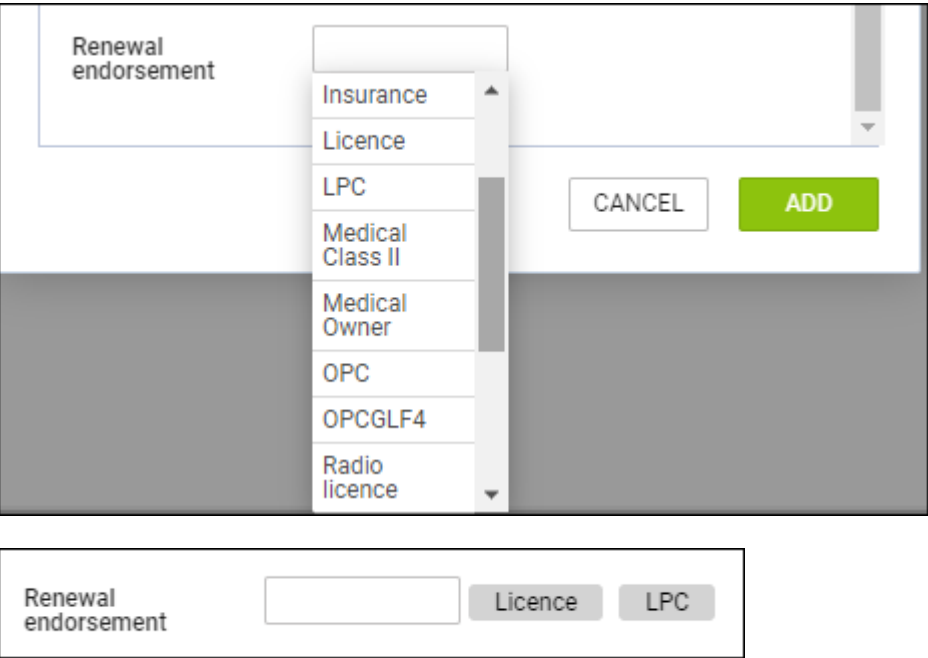 Renewal
endorsement
Insurance
Licence
LPC
Medical
Class II
Medical
Owner
OPC
OPCGLF4
Radio
licence
CANCEL
ADD
Renewal
endorsement
Licence
LPC